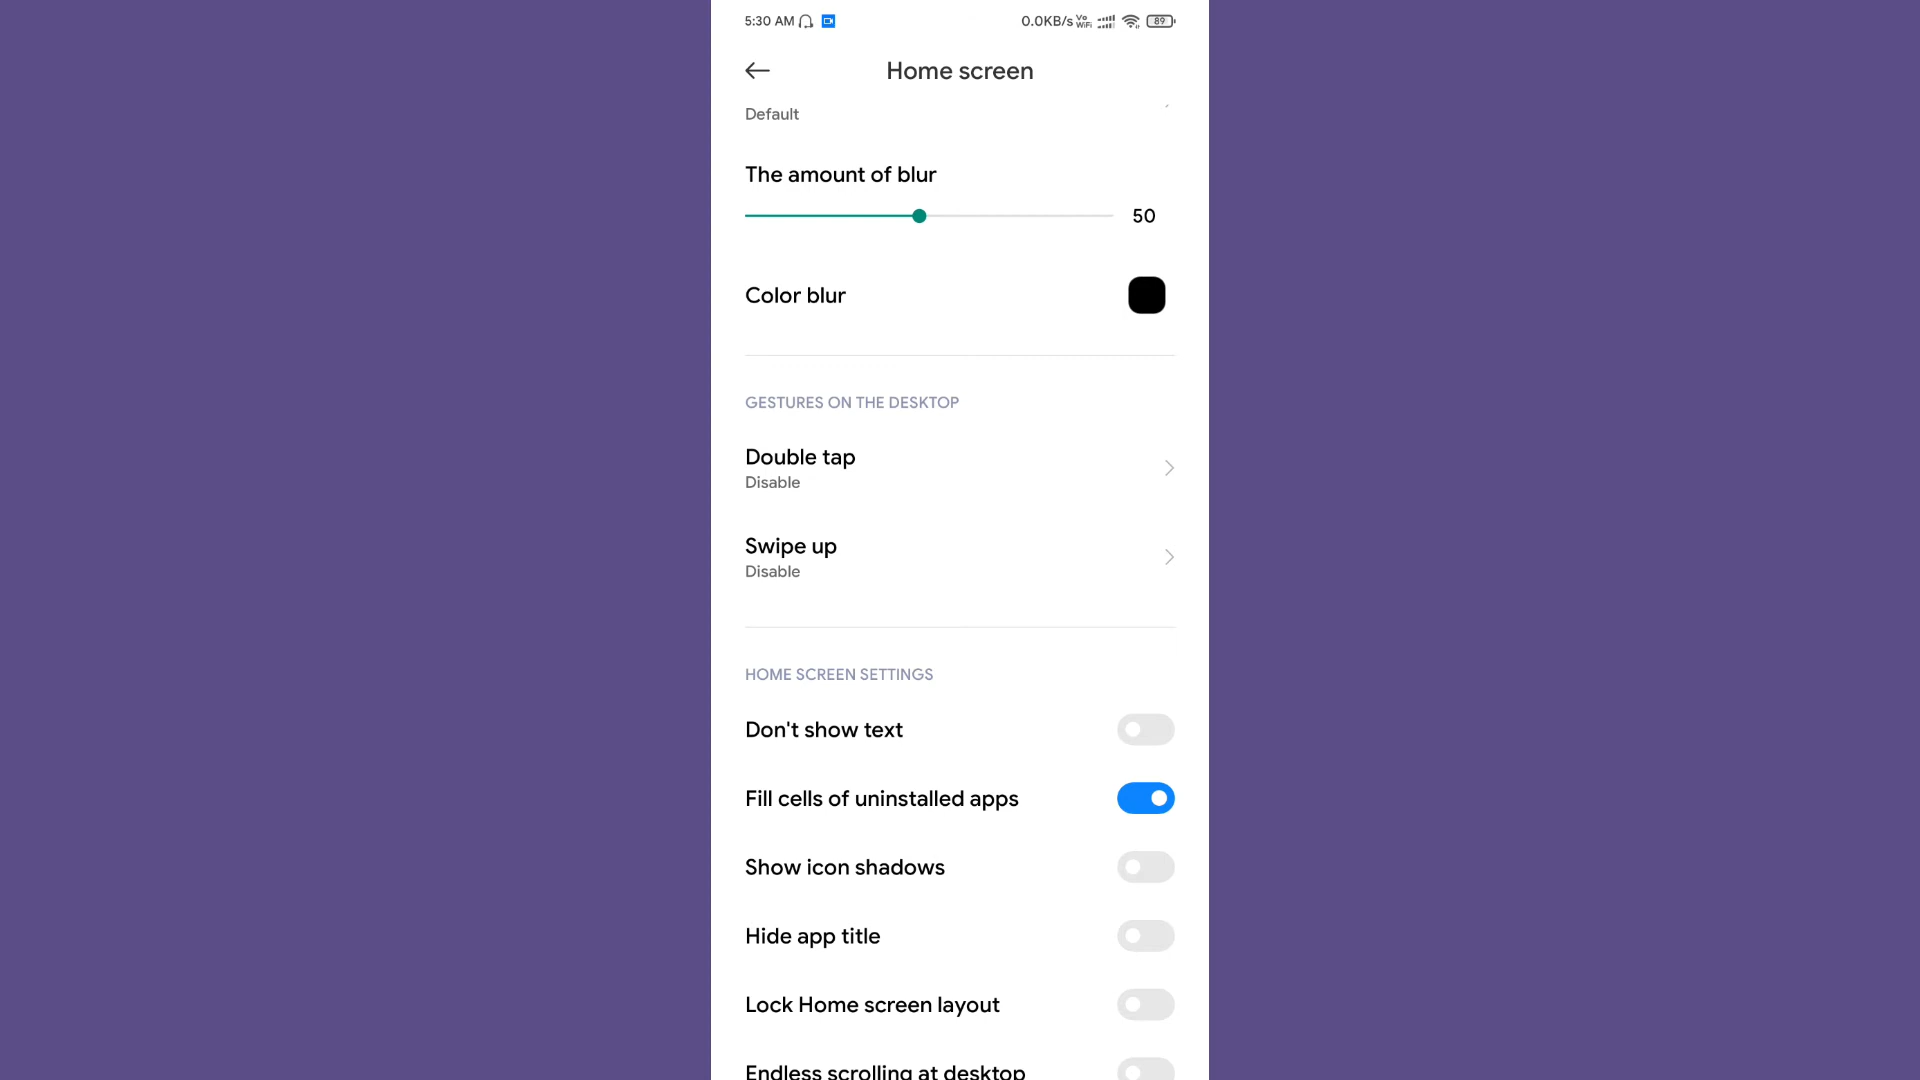 5:30 AM 0.0KB/s Vo WiFi 89
Home screen
Default
The amount of blur
50
Color blur
GESTURES ON THE DESKTOP
Double tap
Disable
Swipe up
Disable
HOME SCREEN SETTINGS
Don't show text
Fill cells of uninstalled apps
Show icon shadows
Hide app title
Lock Home screen layout
Endless scrolling at desktop